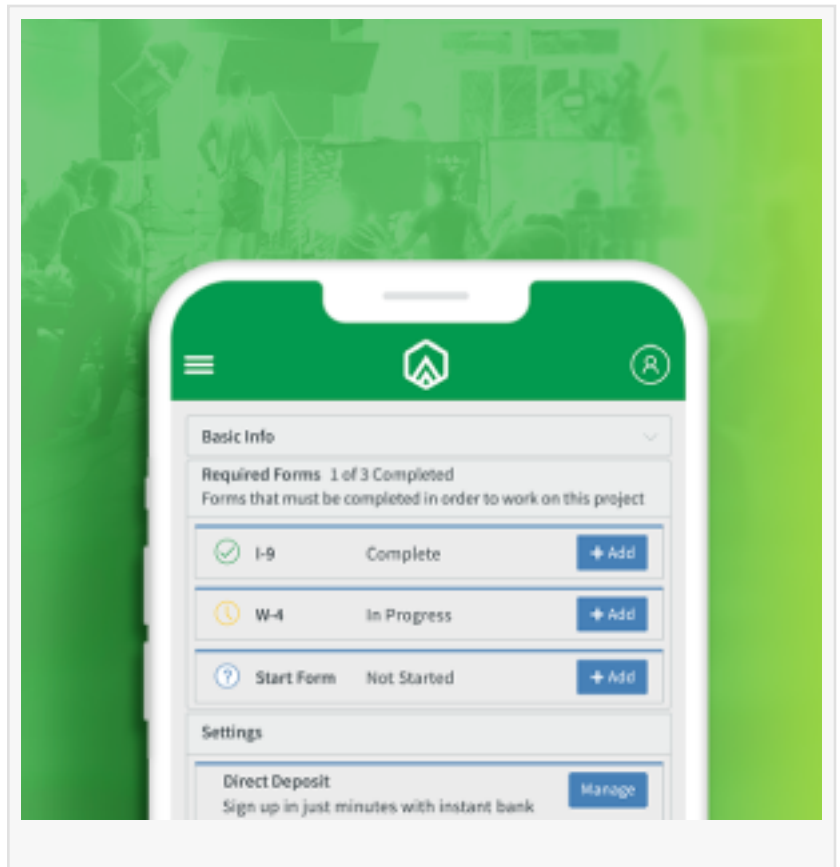 Basic Info
Required Forms 1 of 3 Completed
Forms that must be completed in order to work on this project
I-9 Complete + Add
W-4 In Progress + Add
Start Form Not Started + Add
Settings
Direct Deposit Manage
Sign up in just minutes with instant bank